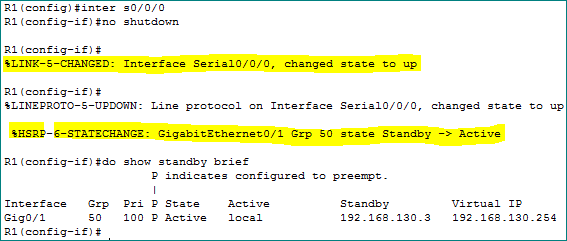 R1(config)#inter s0/0/0
R1(config-if)#no shutdown
R1(config-if)#
%LINK-5-CHANGED: Interface Serial0/0/0, changed state to up
R1(config-if)#
%LINEPROTO-5-UPDOWN: Line protocol on Interface Serial0/0/0, changed state to up
%HSRP-6-STATECHANGE: GigabitEthernet0/1 Grp 50 state Standby -> Active
R1(config-if)#do show standby brief
P indicates configured to preempt.
|
Interface Grp Pri P State Active Standby Virtual IP
Gig0/1 50 100 P Active local 192.168.130.3 192.168.130.254
R1(config-if)#